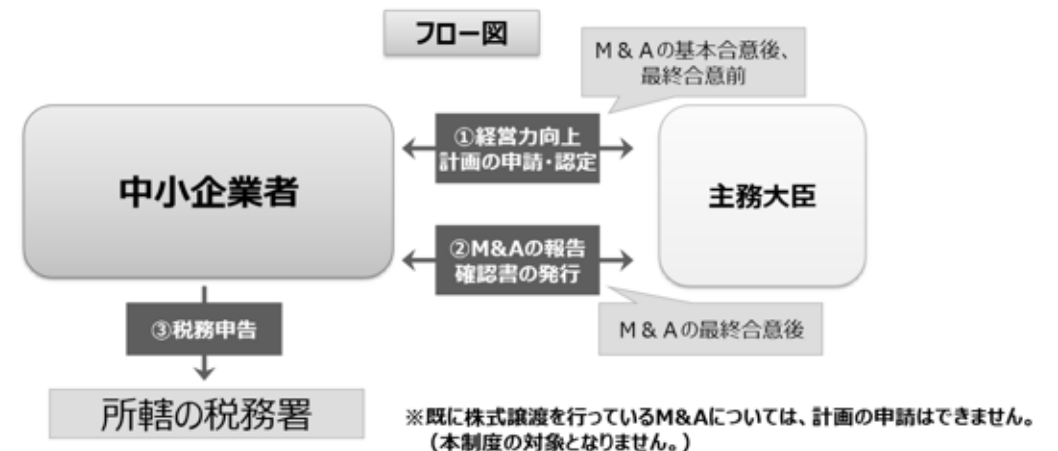 フロー図
M & Aの基本合意後、
最終合意前
①経営力向上
計画の申請・認定
中小企業者
主務大臣
②M&Aの報告
確認書の発行
M & Aの最終合意後
③税務申告
所轄の税務署
※既に株式譲渡を行っているM&Aについては、計画の申請はできません。
（本制度の対象となりません。）